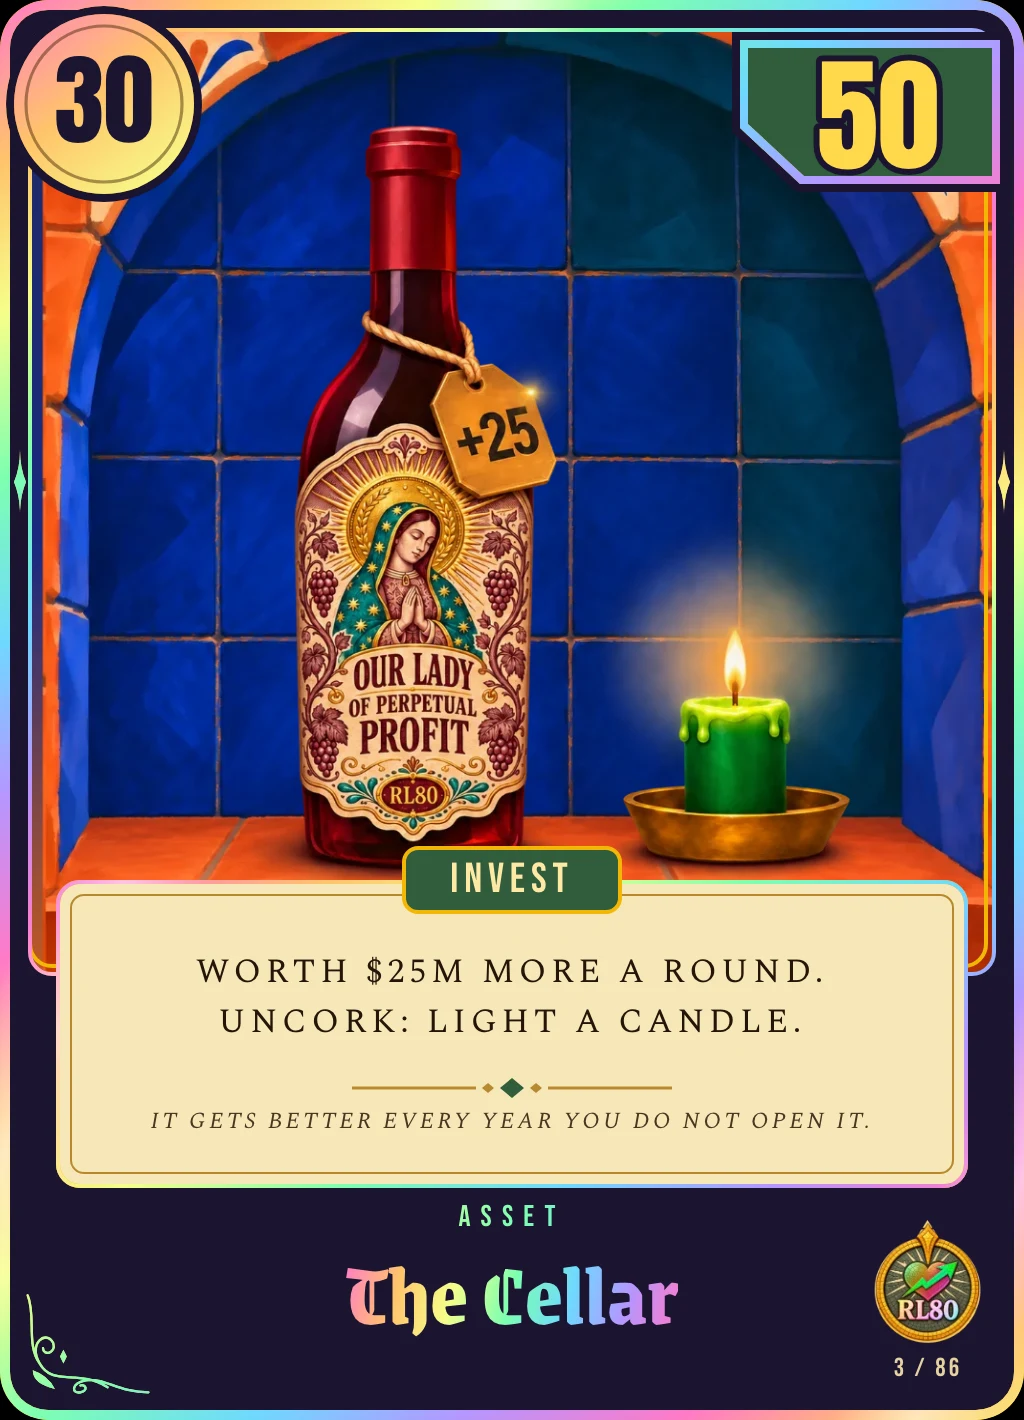 30
50
+25
OUR LADY
OF PERPETUAL
PROFIT
RL80
INVEST
WORTH $25M MORE A ROUND.
UNCORK: LIGHT A CANDLE.
IT GETS BETTER EVERY YEAR YOU DO NOT OPEN IT.
ASSET
The Cellar
RL80
3 / 86